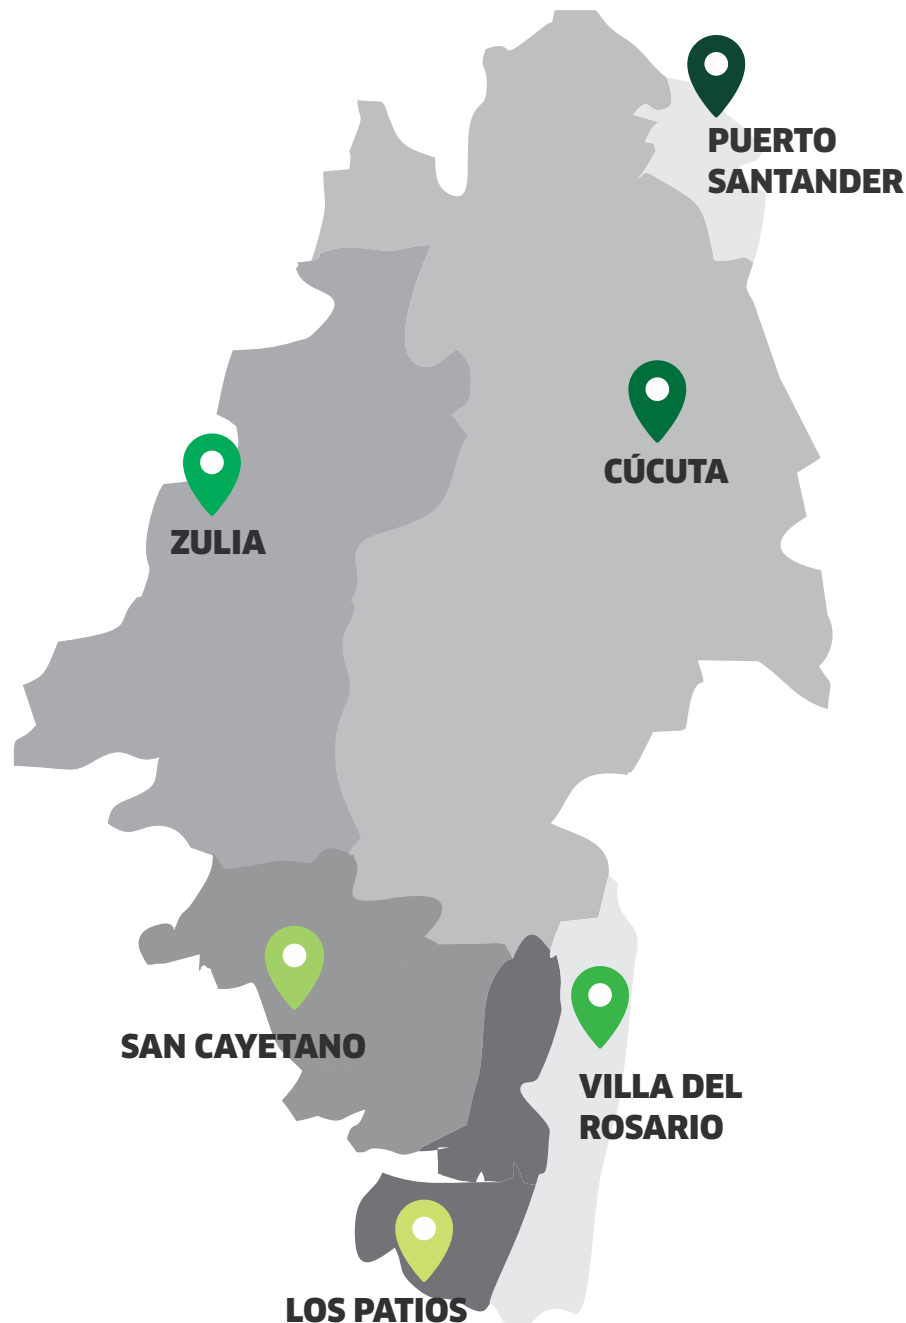 PUERTO
SANTANDER
CÚCUTA
ZULIA
SAN CAYETANO
VILLA DEL
ROSARIO
LOS PATIOS